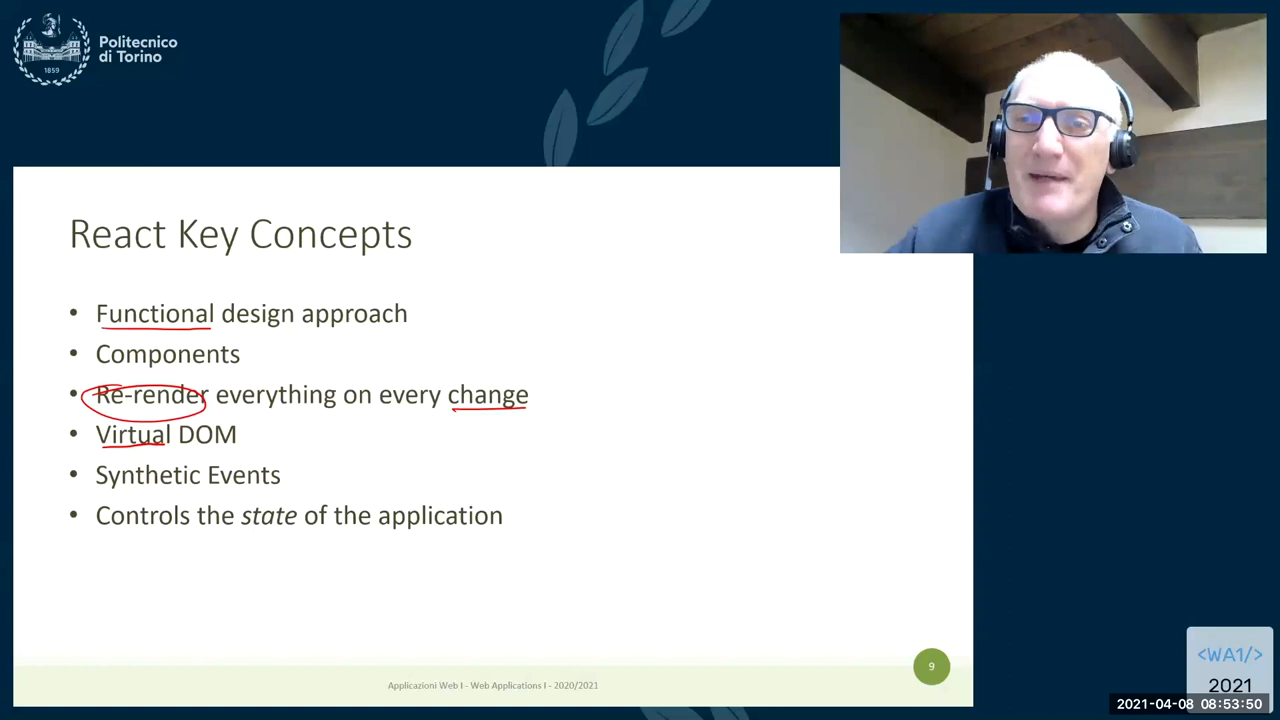 Politecnico
di Torino
1859
React Key Concepts
• Functional design approach
• Components
• Re-render everything on every change
• Virtual DOM
• Synthetic Events
• Controls the state of the application
9
Applicazioni Web I - Web Applications I - 2020/2021
<WA1/>
2021
2021-04-08 08:53:50